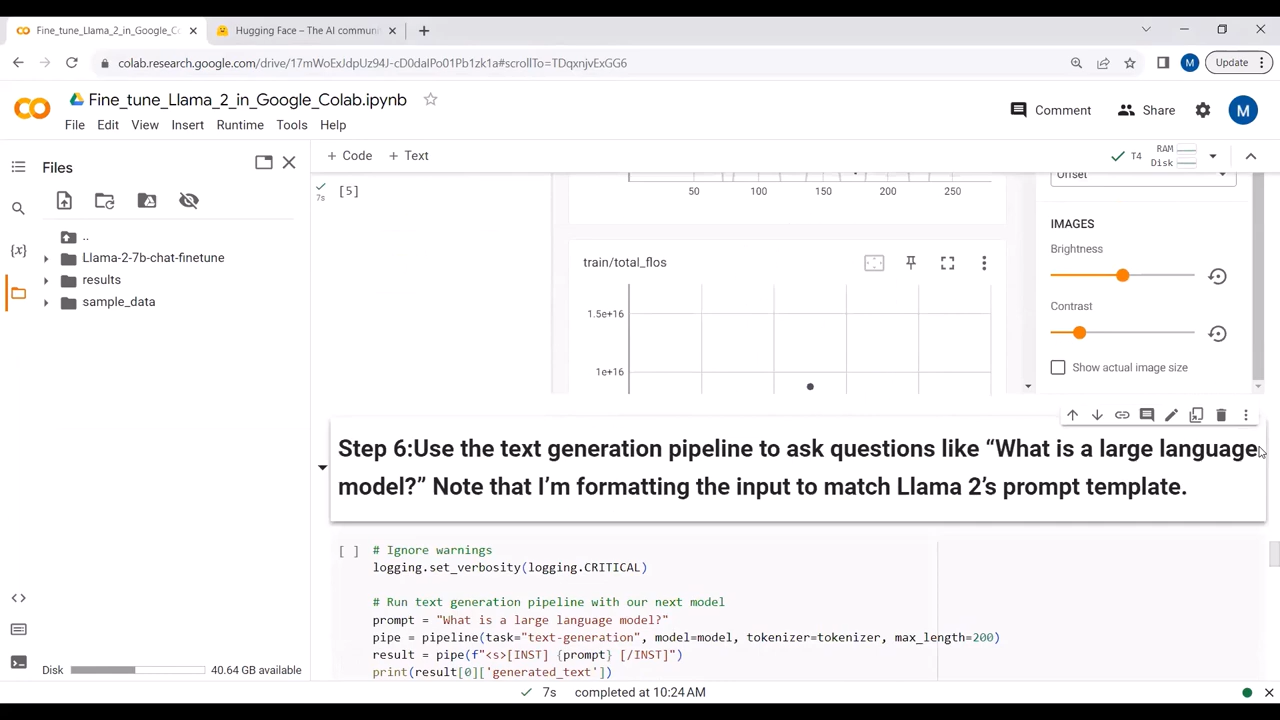 Fine_tune_Llama_2_in_Google_C
Hugging Face – The AI commun
colab.research.google.com/drive/17mWoExJdpUz94J-cD0daIPo01Pb1zk1a#scrollTo=TDqxnjvExGG6
M
Update
Fine_tune_Llama_2_in_Google_Colab.ipynb
Comment
Share
M
File Edit View Insert Runtime Tools Help
Files
+ Code + Text
RAM
Disk
T4
..
Llama-2-7b-chat-finetune
results
sample_data
[5]
7s
50 100 150 200 250
Offset
IMAGES
Brightness
Contrast
Show actual image size
train/total_flos
1.5e+16
1e+16
Step 6:Use the text generation pipeline to ask questions like “What is a large language
model?” Note that I’m formatting the input to match Llama 2’s prompt template.
[ ]
# Ignore warnings
logging.set_verbosity(logging.CRITICAL)
# Run text generation pipeline with our next model
prompt = "What is a large language model?"
pipe = pipeline(task="text-generation", model=model, tokenizer=tokenizer, max_length=200)
result = pipe(f"<s>[INST] {prompt} [/INST]")
print(result[0]['generated_text'])
Disk
40.64 GB available
7s completed at 10:24 AM